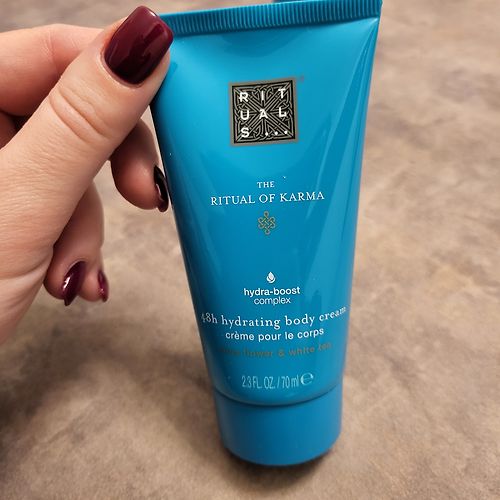 RIT
UAL
S...
THE
RITUAL OF KARMA
hydra-boost
complex
48h hydrating body cream
crème pour le corps
flower & white tea
2.3 FL. OZ. / 70 ml ℮